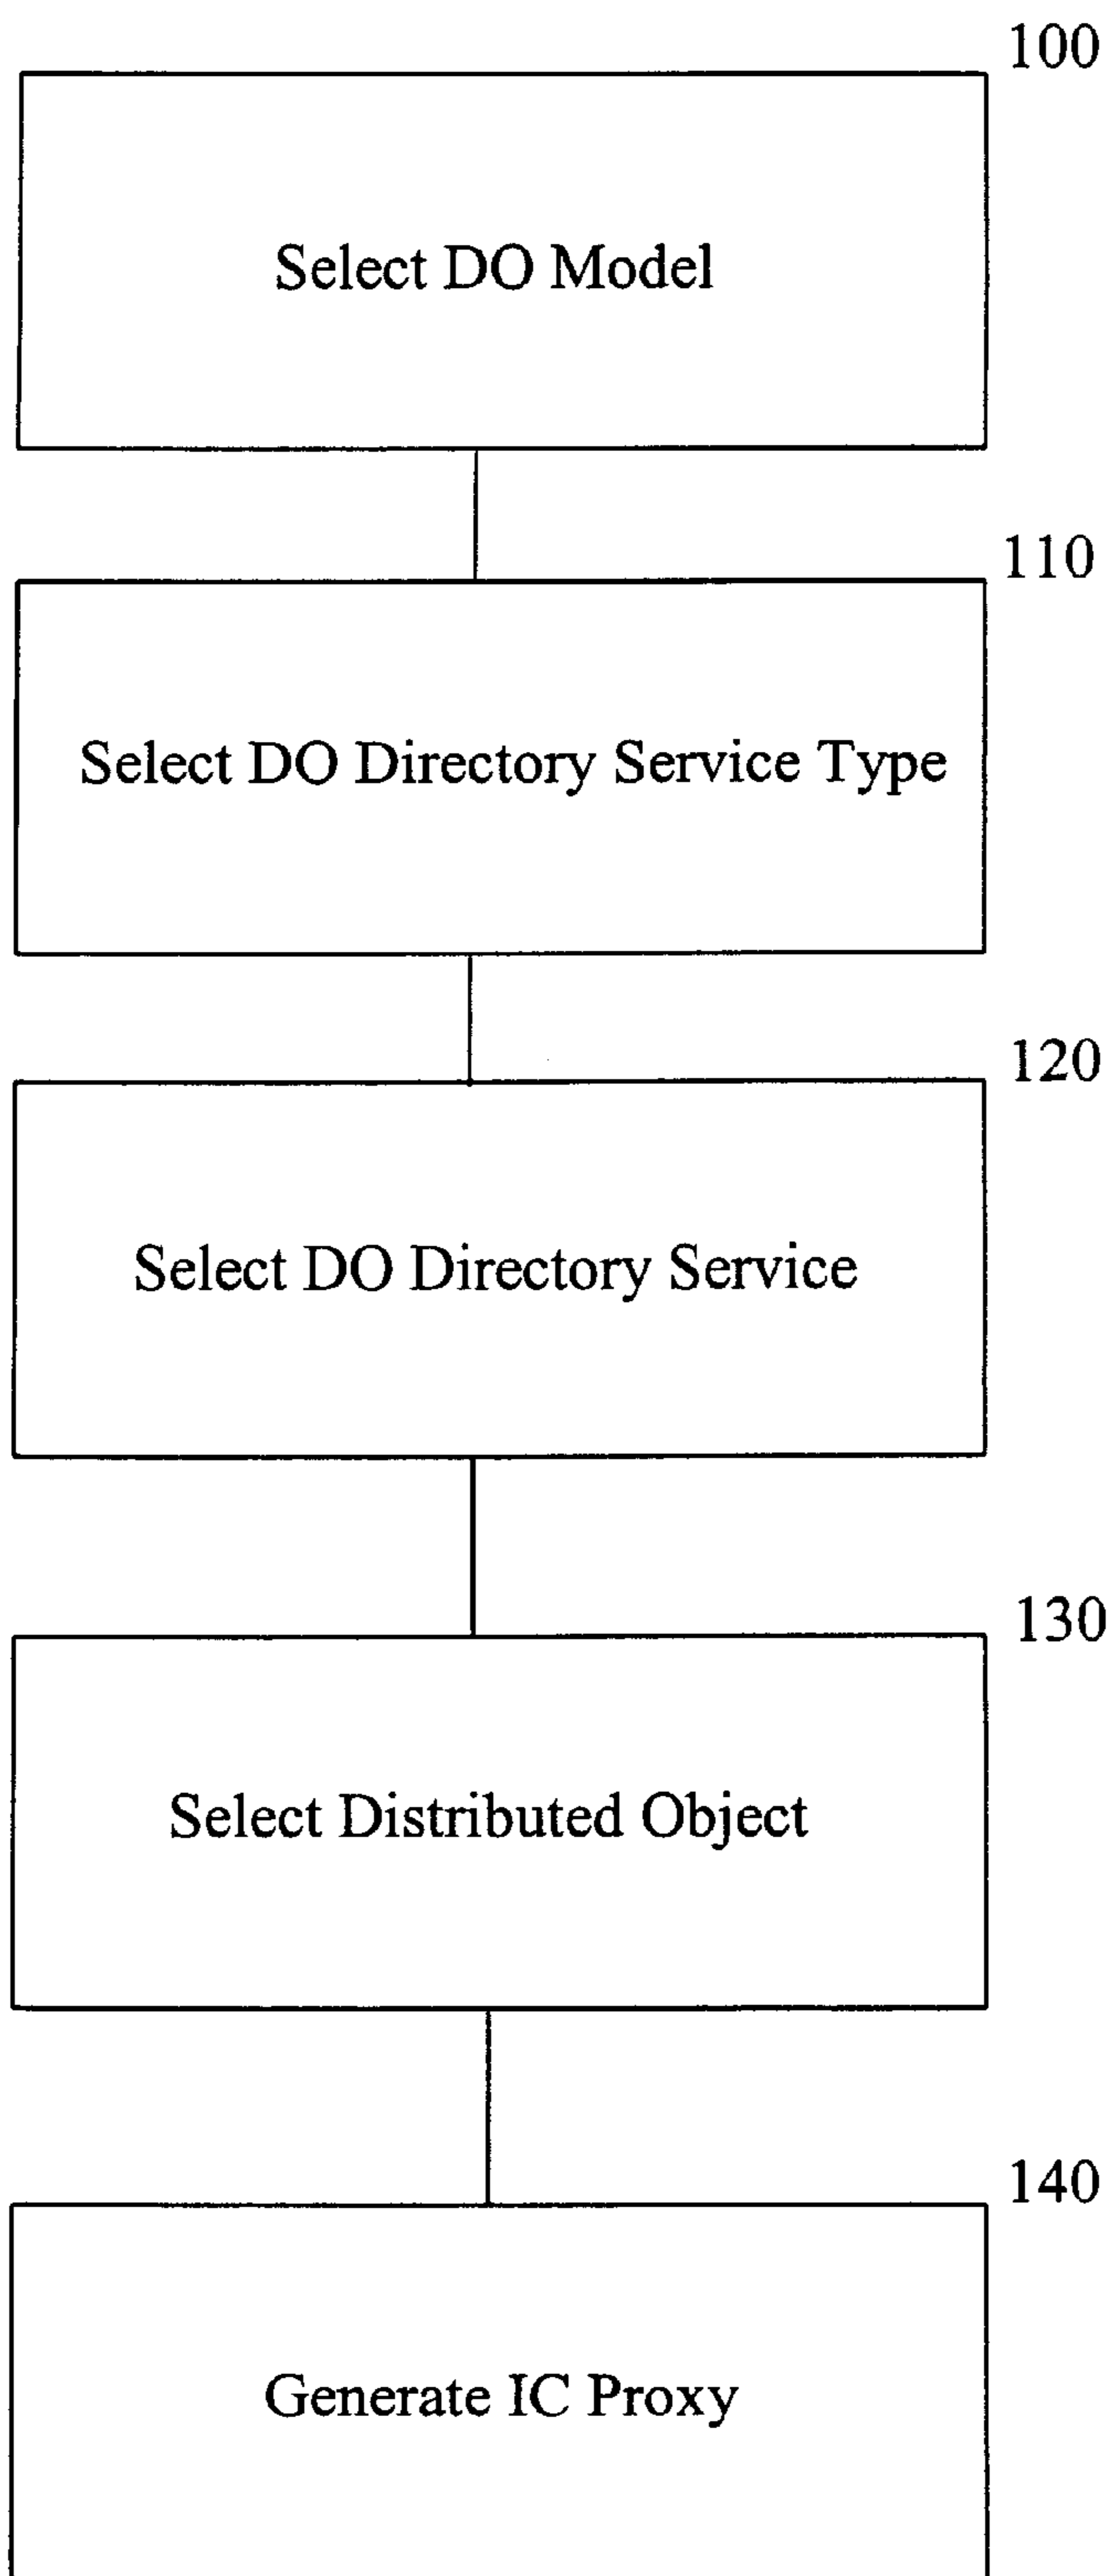 100
Select DO Model
110
Select DO Directory Service Type
120
Select DO Directory Service
130
Select Distributed Object
140
Generate IC Proxy